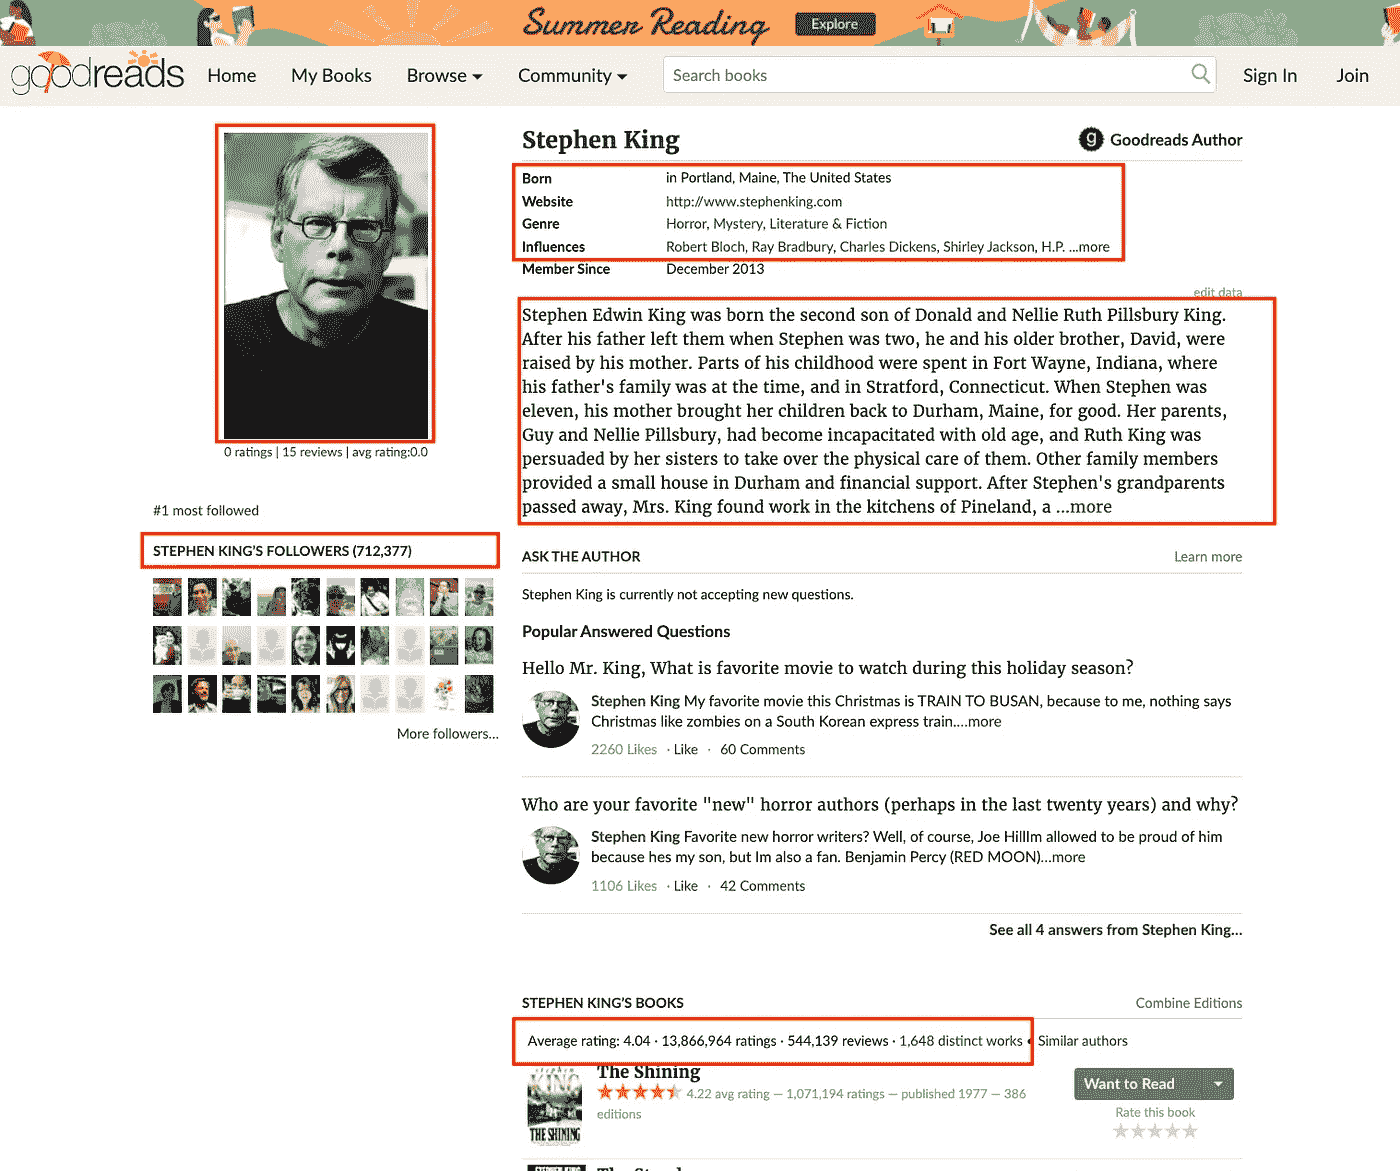 Summer Reading
Explore
goodreads
Home
My Books
Browse
Community
Search books
Sign In
Join
0 ratings | 15 reviews | avg rating:0.0
#1 most followed
STEPHEN KING'S FOLLOWERS (712,377)
More followers...
Stephen King
g Goodreads Author
Born in Portland, Maine, The United States
Website http://www.stephenking.com
Genre Horror, Mystery, Literature & Fiction
Influences Robert Bloch, Ray Bradbury, Charles Dickens, Shirley Jackson, H.P. ...more
Member Since December 2013
edit data
Stephen Edwin King was born the second son of Donald and Nellie Ruth Pillsbury King.
After his father left them when Stephen was two, he and his older brother, David, were
raised by his mother. Parts of his childhood were spent in Fort Wayne, Indiana, where
his father's family was at the time, and in Stratford, Connecticut. When Stephen was
eleven, his mother brought her children back to Durham, Maine, for good. Her parents,
Guy and Nellie Pillsbury, had become incapacitated with old age, and Ruth King was
persuaded by her sisters to take over the physical care of them. Other family members
provided a small house in Durham and financial support. After Stephen's grandparents
passed away, Mrs. King found work in the kitchens of Pineland, a ...more
ASK THE AUTHOR
Learn more
Stephen King is currently not accepting new questions.
Popular Answered Questions
Hello Mr. King, What is favorite movie to watch during this holiday season?
Stephen King My favorite movie this Christmas is TRAIN TO BUSAN, because to me, nothing says
Christmas like zombies on a South Korean express train....more
2260 Likes · Like · 60 Comments
Who are your favorite "new" horror authors (perhaps in the last twenty years) and why?
Stephen King Favorite new horror writers? Well, of course, Joe HillIm allowed to be proud of him
because hes my son, but Im also a fan. Benjamin Percy (RED MOON)...more
1106 Likes · Like · 42 Comments
See all 4 answers from Stephen King...
STEPHEN KING'S BOOKS
Combine Editions
Average rating: 4.04 · 13,866,964 ratings · 544,139 reviews · 1,648 distinct works • Similar authors
KING
THE SHINING
The Shining
4.22 avg rating — 1,071,194 ratings — published 1977 — 386
editions
Want to Read
Rate this book